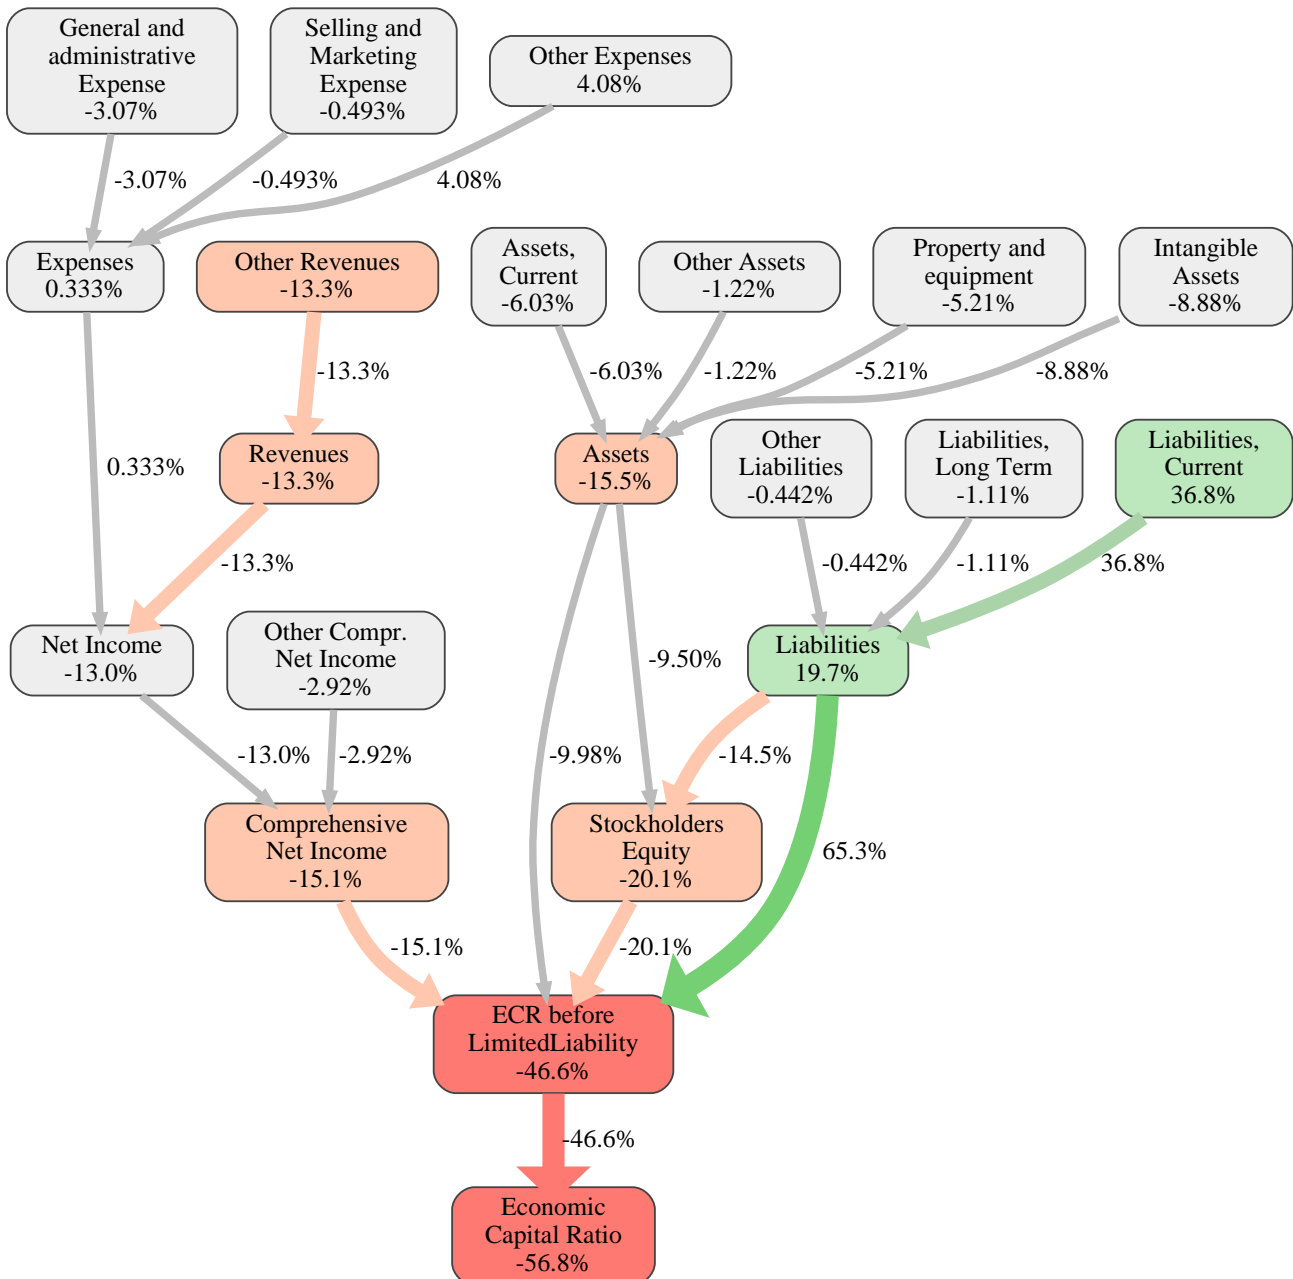 General and
administrative
Expense
-3.07%
Selling and
Marketing
Expense
-0.493%
Other Expenses
4.08%
-3.07%
-0.493%
4.08%
Expenses
0.333%
Other Revenues
-13.3%
Assets,
Current
-6.03%
Other Assets
-1.22%
Property and
equipment
-5.21%
Intangible
Assets
-8.88%
-13.3%
-6.03%
-1.22%
-5.21%
-8.88%
0.333%
Revenues
-13.3%
Assets
-15.5%
Other
Liabilities
-0.442%
Liabilities,
Long Term
-1.11%
Liabilities,
Current
36.8%
-13.3%
-0.442%
-1.11%
36.8%
Net Income
-13.0%
Other Compr.
Net Income
-2.92%
-9.50%
Liabilities
19.7%
-13.0%
-2.92%
-9.98%
-14.5%
Comprehensive
Net Income
-15.1%
Stockholders
Equity
-20.1%
65.3%
-15.1%
-20.1%
ECR before
LimitedLiability
-46.6%
-46.6%
Economic
Capital Ratio
-56.8%